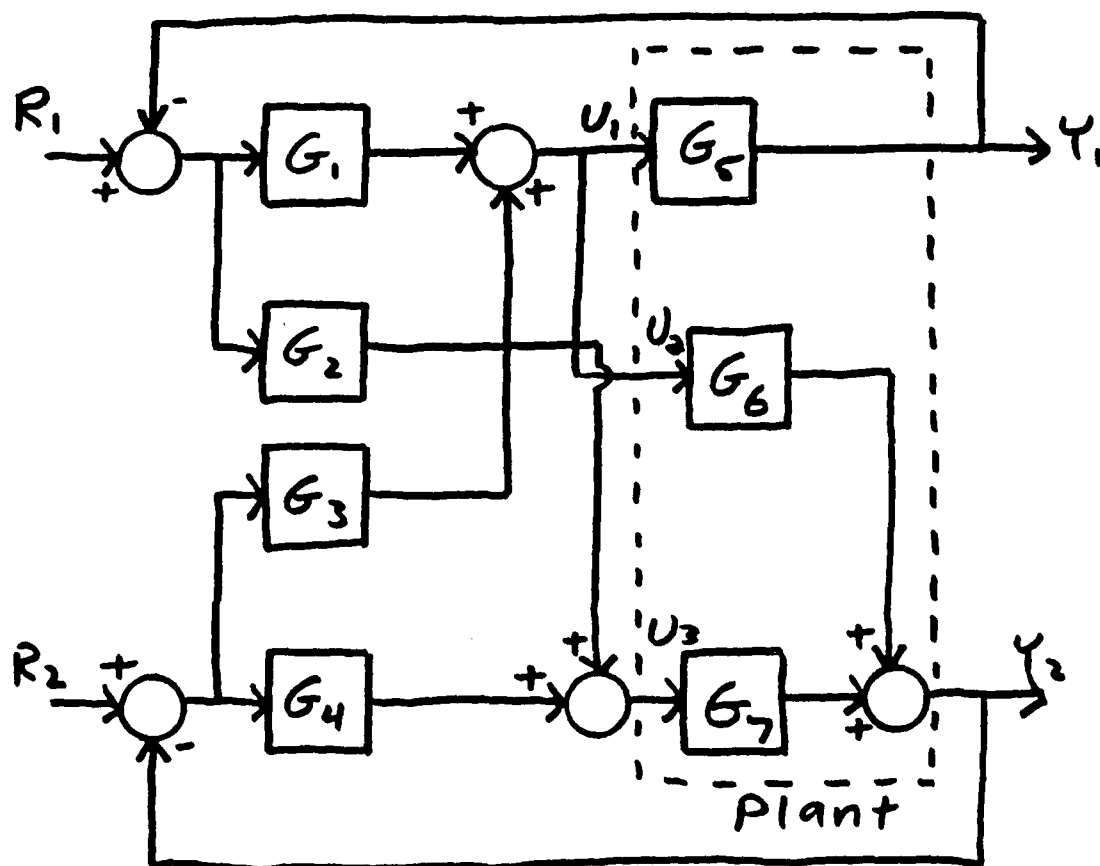 R₁ + - G₁ + + U₁ G₅ Y₁
G₂ U₂ G₆
G₃
R₂ + - G₄ + + U₃ G₇ + + Y₂
Plant